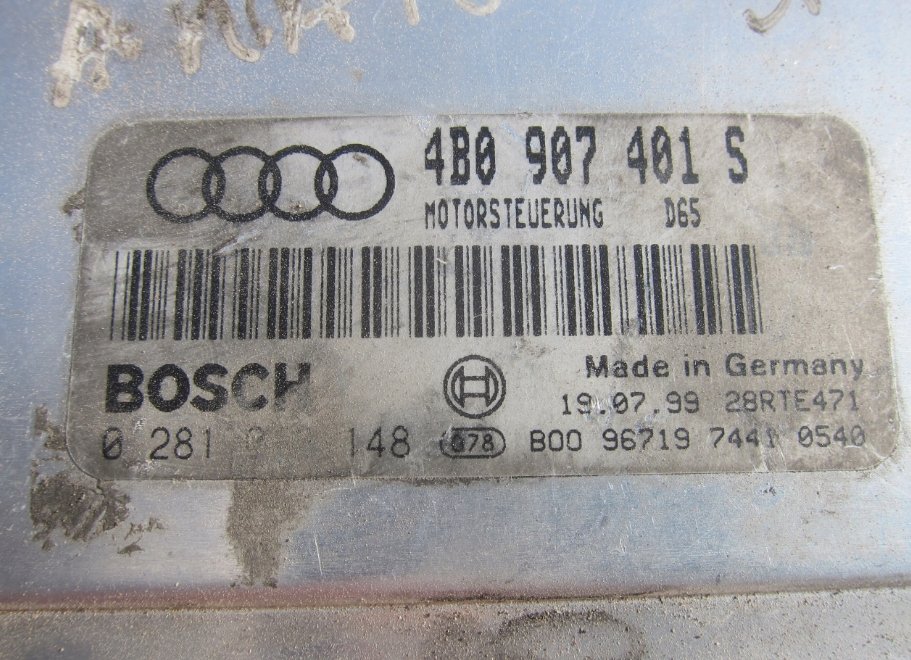 4B0 907 401 S
MOTORSTEUERUNG D65
BOSCH
Made in Germany
19.07.99 28RTE471
0 281 148 678 B00 96719 7441 0540